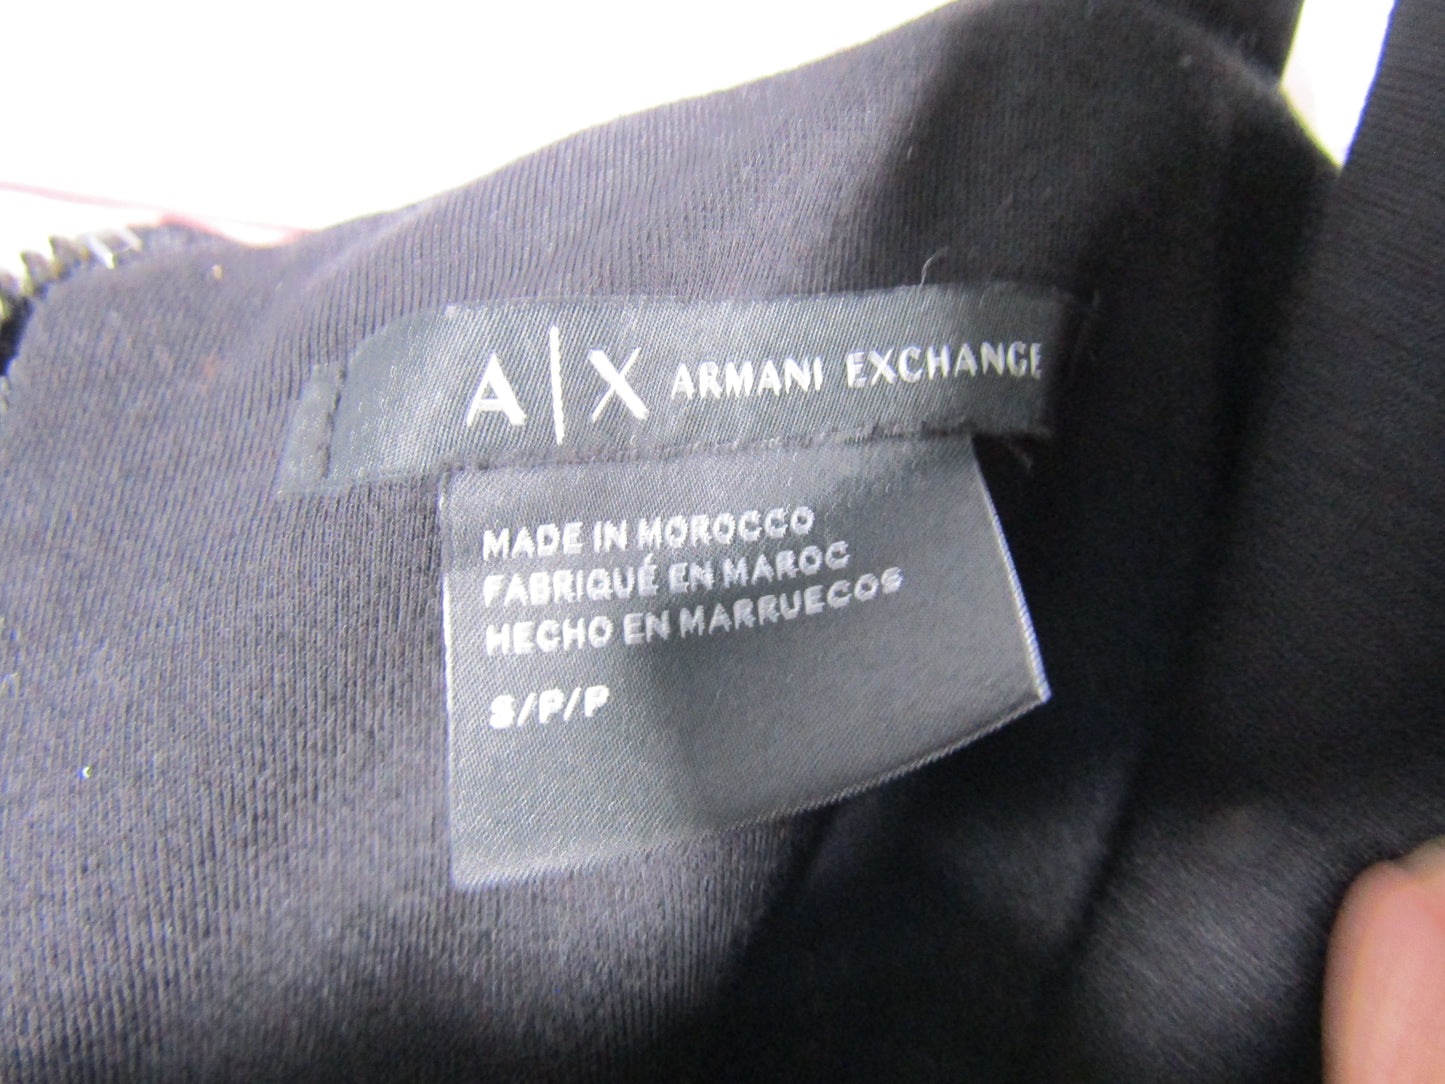 A|X ARMANI EXCHANGE
MADE IN MOROCCO
FABRIQUÉ EN MAROC
HECHO EN MARRUECOS
S/P/P